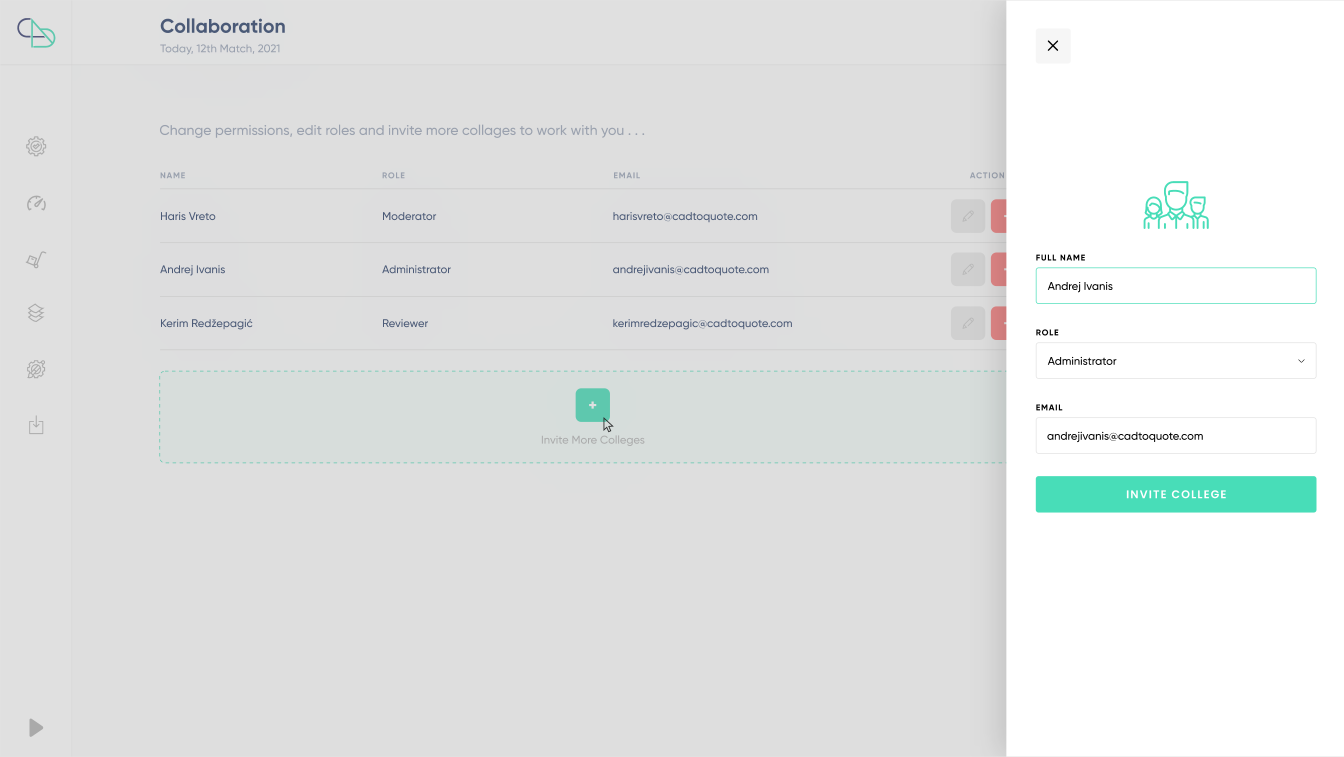 Collaboration
Today, 12th Match, 2021
Change permissions, edit roles and invite more collages to work with you . . .
NAME ROLE EMAIL ACTION
Haris Vreto Moderator harisvreto@cadtoquote.com
Andrej Ivanis Administrator andrejivanis@cadtoquote.com
Kerim Redžepagić Reviewer kerimredzepagic@cadtoquote.com
+
Invite More Colleges
FULL NAME
Andrej Ivanis
ROLE
Administrator
EMAIL
andrejivanis@cadtoquote.com
INVITE COLLEGE